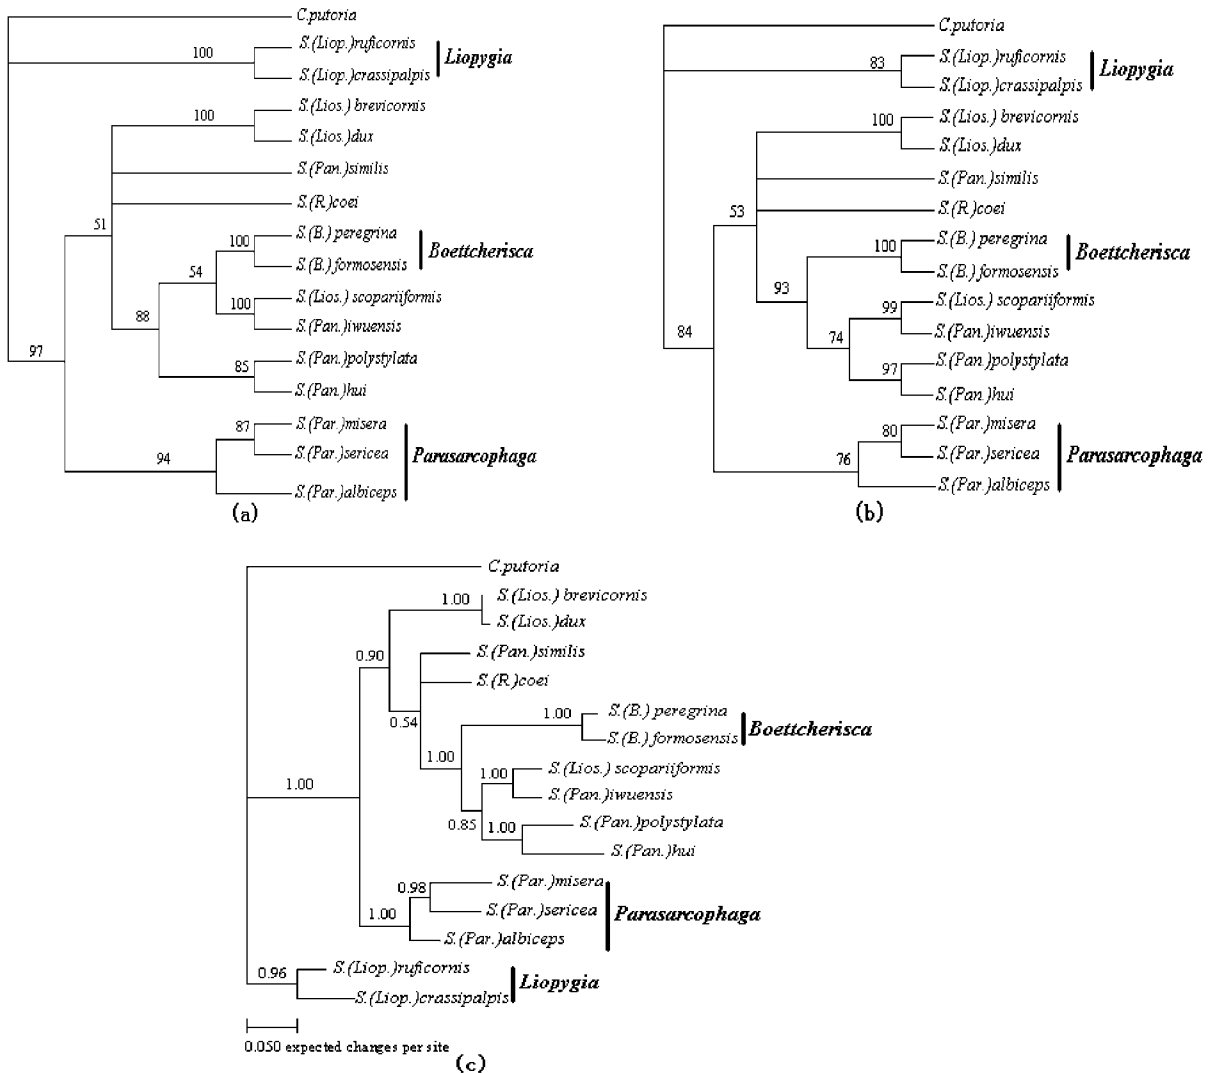 C.putoria
100
S.(Liop.)ruficornis
S.(Liop.)crassipalpis
Liopygia
100
S.(Lios.) brevicornis
S.(Lios.)dux
S.(Pan.)similis
S.(R)coei
51
100
S.(B.) peregrina
S.(B.) formosensis
Boettcherisca
54
100
S.(Lios.) scopariiformis
S.(Pan.)iwuensis
88
85
S.(Pan.)polystylata
S.(Pan.)hui
97
87
S.(Par.)misera
S.(Par.)sericea
94
S.(Par.)albiceps
Parasarcophaga
(a)
C.putoria
83
S.(Liop.)ruficornis
S.(Liop.)crassipalpis
Liopygia
100
S.(Lios.) brevicornis
S.(Lios.)dux
S.(Pan.)similis
53
S.(R)coei
100
S.(B.) peregrina
S.(B.) formosensis
Boettcherisca
93
99
S.(Lios.) scopariiformis
S.(Pan.)iwuensis
84
74
97
S.(Pan.)polystylata
S.(Pan.)hui
80
S.(Par.)misera
S.(Par.)sericea
76
S.(Par.)albiceps
Parasarcophaga
(b)
C.putoria
1.00
S.(Lios.) brevicornis
S.(Lios.)dux
0.90
S.(Pan.)similis
S.(R)coei
0.54
1.00
S.(B.) peregrina
S.(B.) formosensis
Boettcherisca
1.00
1.00
S.(Lios.) scopariiformis
S.(Pan.)iwuensis
1.00
0.85
1.00
S.(Pan.)polystylata
S.(Pan.)hui
0.98
S.(Par.)misera
S.(Par.)sericea
1.00
S.(Par.)albiceps
Parasarcophaga
0.96
S.(Liop.)ruficornis
S.(Liop.)crassipalpis
Liopygia
0.050 expected changes per site
(c)